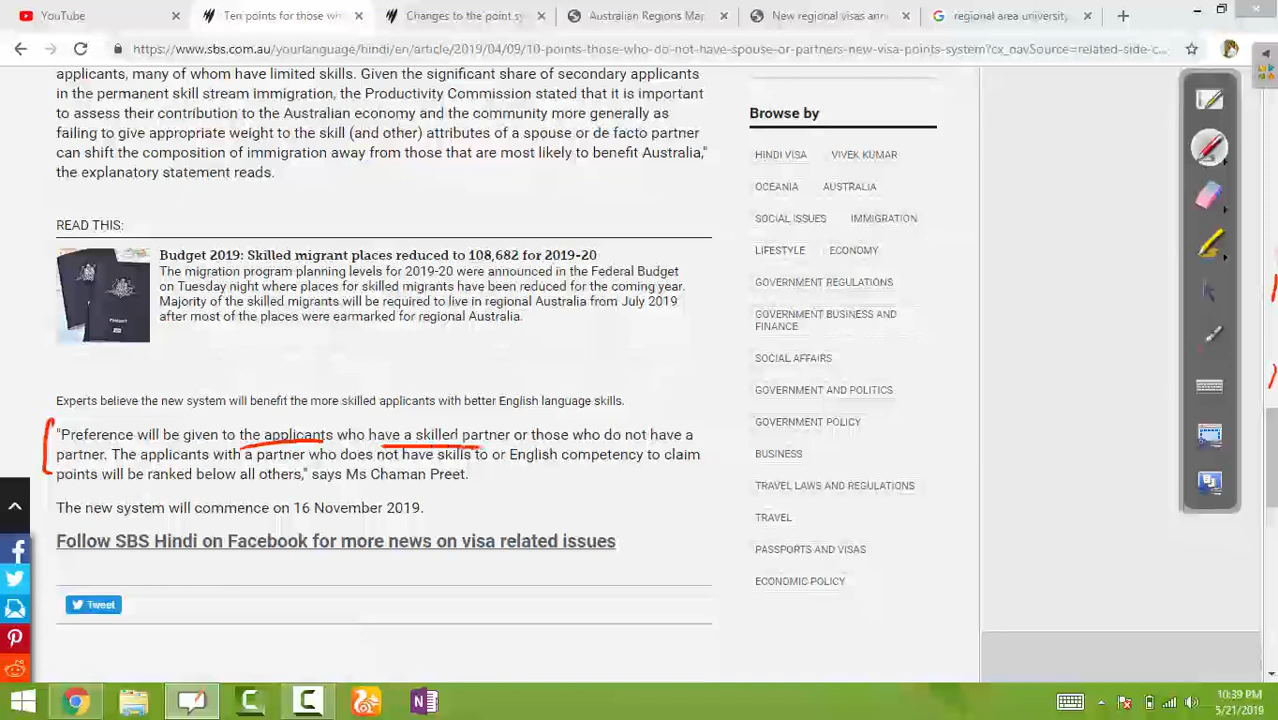 YouTube
Ten points for those wh
Changes to the point sy
Australian Regions Ma
New regional visas ann
regional area university
https://www.sbs.com.au/yourlanguage/hindi/en/article/2019/04/09/10-points-those-who-do-not-have-spouse-or-partners-new-visa-points-system?cx_navSource=related-side-c...
applicants, many of whom have limited skills. Given the significant share of secondary applicants
in the permanent skill stream immigration, the Productivity Commission stated that it is important
to assess their contribution to the Australian economy and the community more generally as
failing to give appropriate weight to the skill (and other) attributes of a spouse or de facto partner
can shift the composition of immigration away from those that are most likely to benefit Australia,"
the explanatory statement reads.
READ THIS:
Budget 2019: Skilled migrant places reduced to 108,682 for 2019-20
The migration program planning levels for 2019-20 were announced in the Federal Budget
on Tuesday night where places for skilled migrants have been reduced for the coming year.
Majority of the skilled migrants will be required to live in regional Australia from July 2019
after most of the places were earmarked for regional Australia.
Experts believe the new system will benefit the more skilled applicants with better English language skills.
"Preference will be given to the applicants who have a skilled partner or those who do not have a
partner. The applicants with a partner who does not have skills to or English competency to claim
points will be ranked below all others," says Ms Chaman Preet.
The new system will commence on 16 November 2019.
Follow SBS Hindi on Facebook for more news on visa related issues
Tweet
Browse by
HINDI VISA VIVEK KUMAR
OCEANIA AUSTRALIA
SOCIAL ISSUES IMMIGRATION
LIFESTYLE ECONOMY
GOVERNMENT REGULATIONS
GOVERNMENT BUSINESS AND
FINANCE
SOCIAL AFFAIRS
GOVERNMENT AND POLITICS
GOVERNMENT POLICY
BUSINESS
TRAVEL LAWS AND REGULATIONS
TRAVEL
PASSPORTS AND VISAS
ECONOMIC POLICY
10:39 PM
5/21/2019